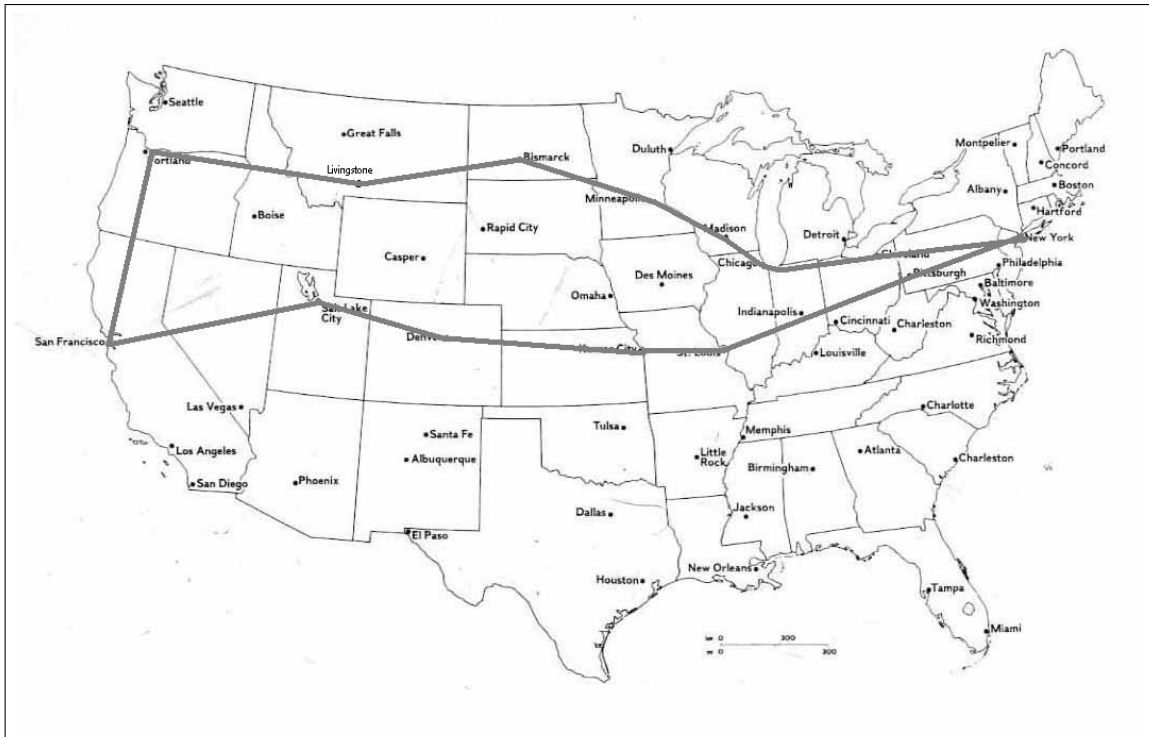 Seattle
Great Falls
Portland
Livingstone
Bismarck
Duluth
Montpelier
Portland
Concord
Boston
Albany
Hartford
Boise
Minneapolis
Rapid City
Madison
Detroit
New York
Casper
Chicago
Cleveland
Pittsburgh
Philadelphia
Des Moines
Baltimore
Omaha
Washington
Salt Lake
City
Indianapolis
Cincinnati
Charleston
San Francisco
Denver
Kansas City
St. Louis
Louisville
Richmond
Las Vegas
Charlotte
Los Angeles
Santa Fe
Albuquerque
Tulsa
Memphis
Little
Rock
Birmingham
Atlanta
Charleston
San Diego
Phoenix
Dallas
Jackson
El Paso
New Orleans
Houston
Tampa
Miami
0 300
0 300